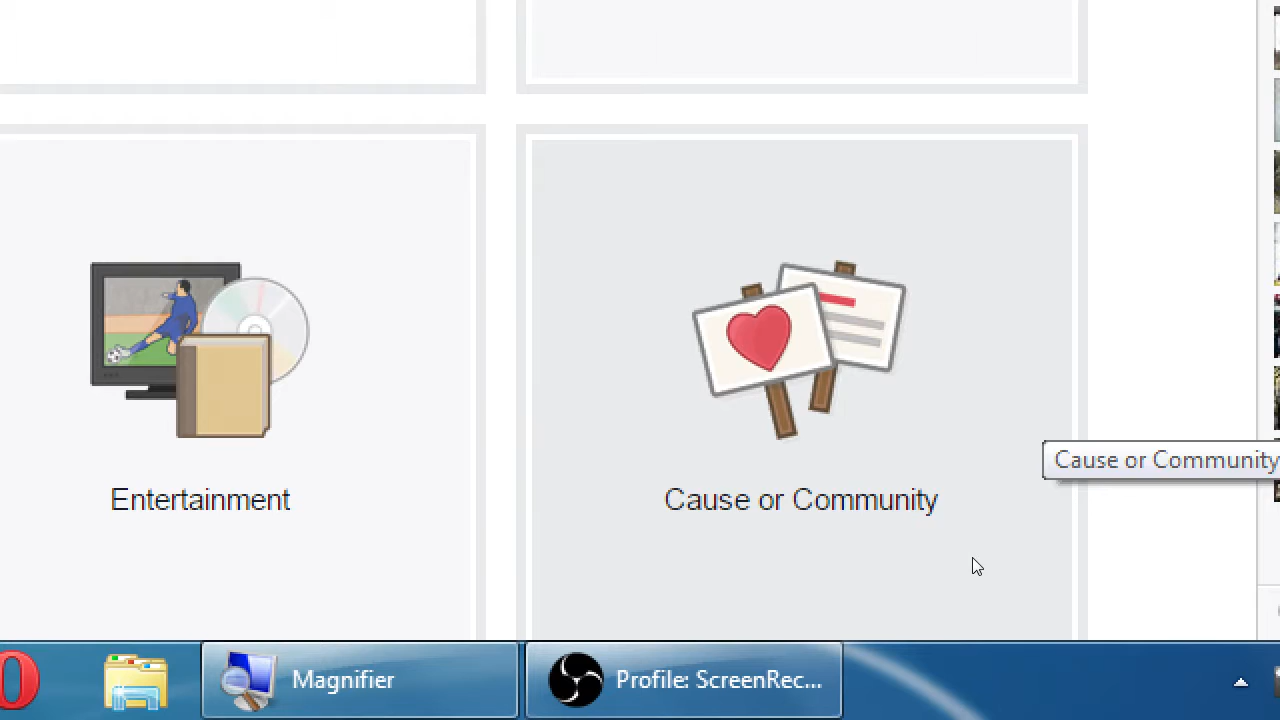 Cause or Community
Entertainment
Cause or Community
Magnifier
Profile: ScreenRec...